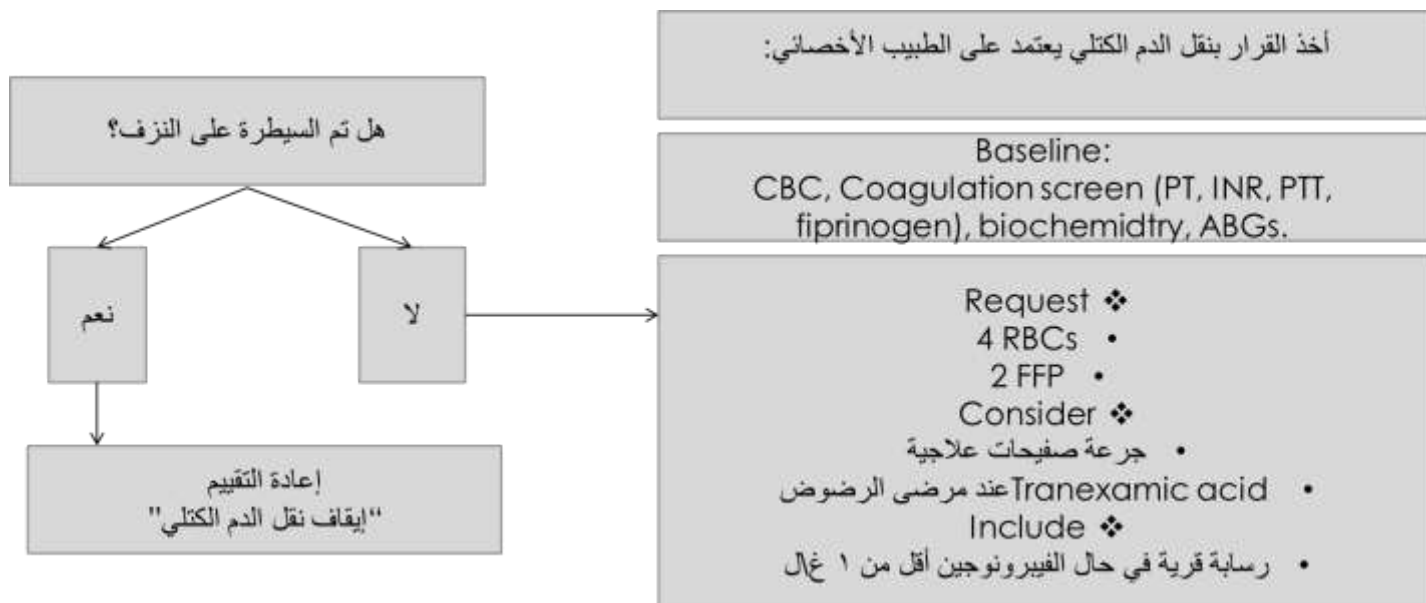 أخذ القرار بنقل الدم الكتلي يعتمد على الطبيب الأخصائي:
هل تم السيطرة على النزف؟
Baseline:
CBC, Coagulation screen (PT, INR, PTT,
fiprinogen), biochemidtry, ABGs.
نعم
لا
❖ Request
• 4 RBCs
• 2 FFP
❖ Consider
• جرعة صفيحات علاجية
• Tranexamic acid عند مرضى الرضوض
❖ Include
• رسابة قرية في حال الفيبرونوجين أقل من ١ غ\ل
إعادة التقييم
"إيقاف نقل الدم الكتلي"